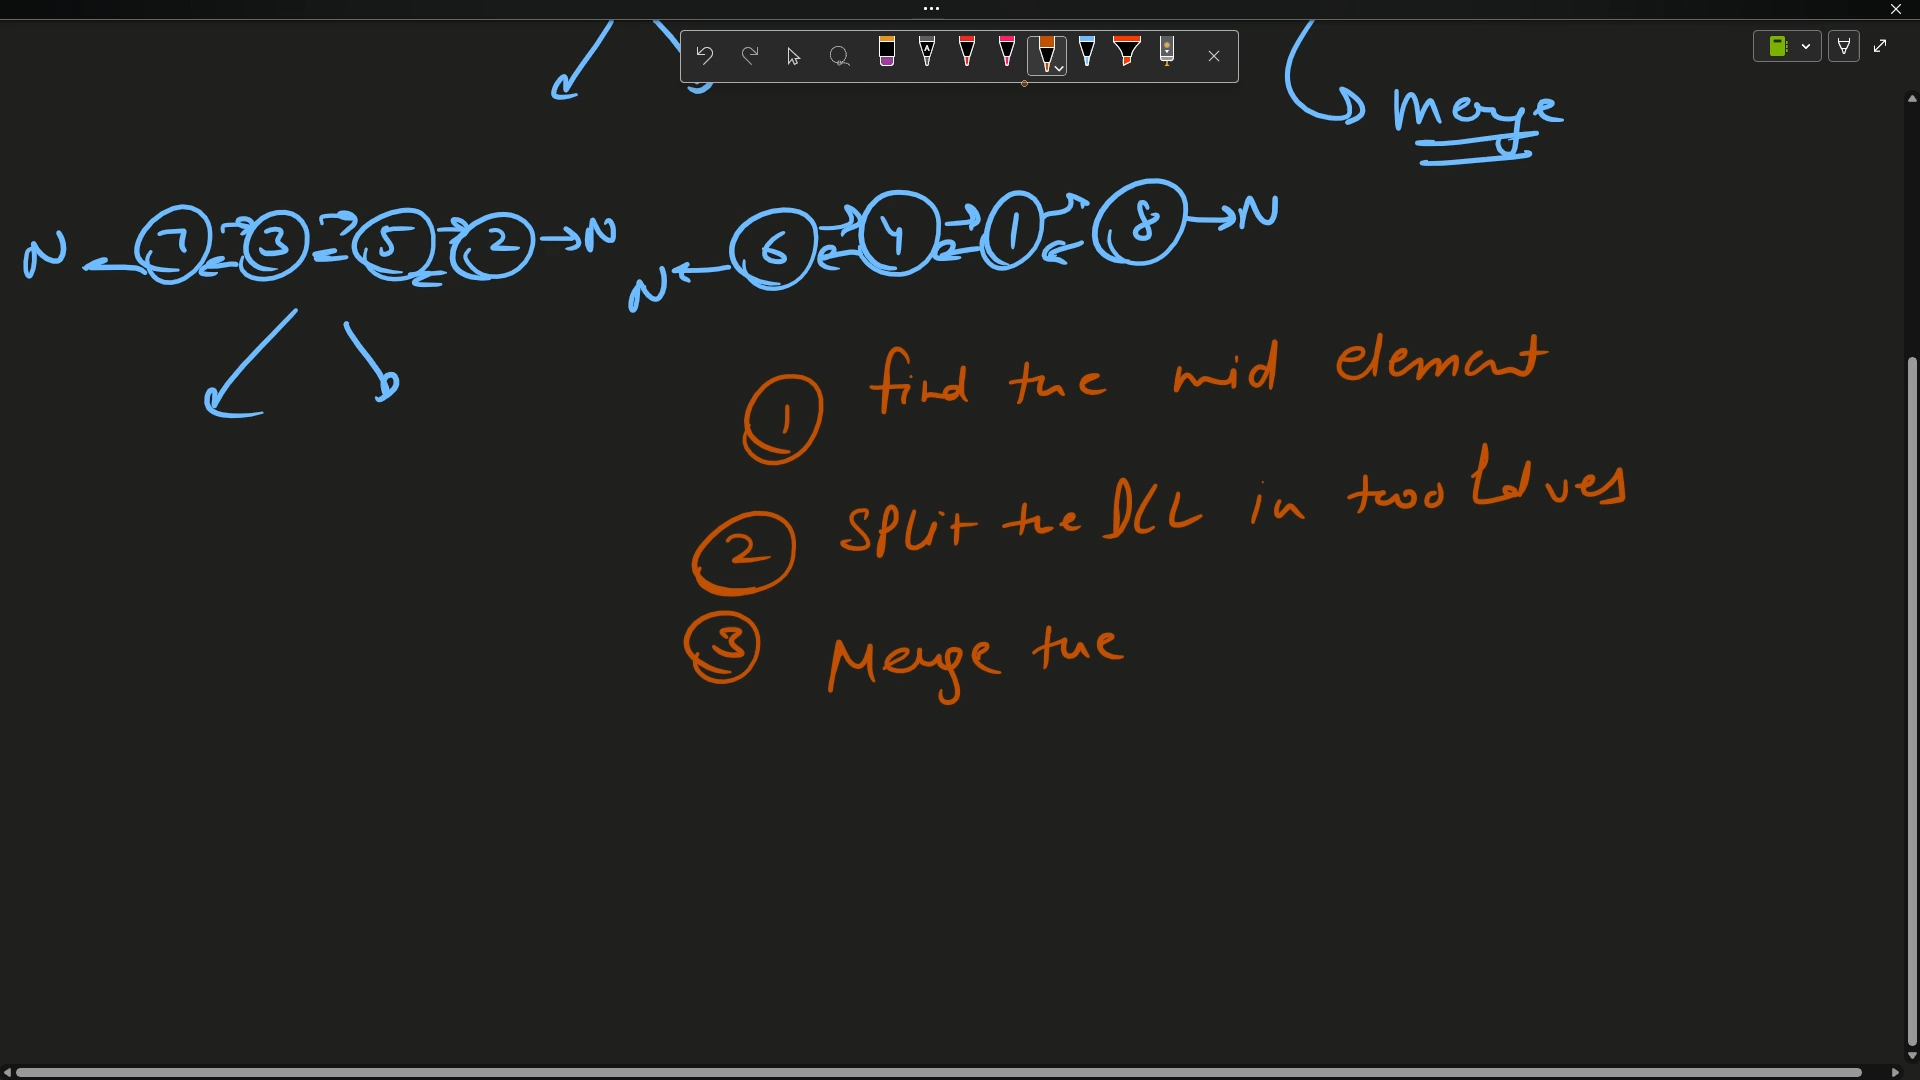 merge
N 7 3 5 2 N 6 4 1 8 N
N
1 find the mid element
2 Split the DLL in two halves
3 Merge the